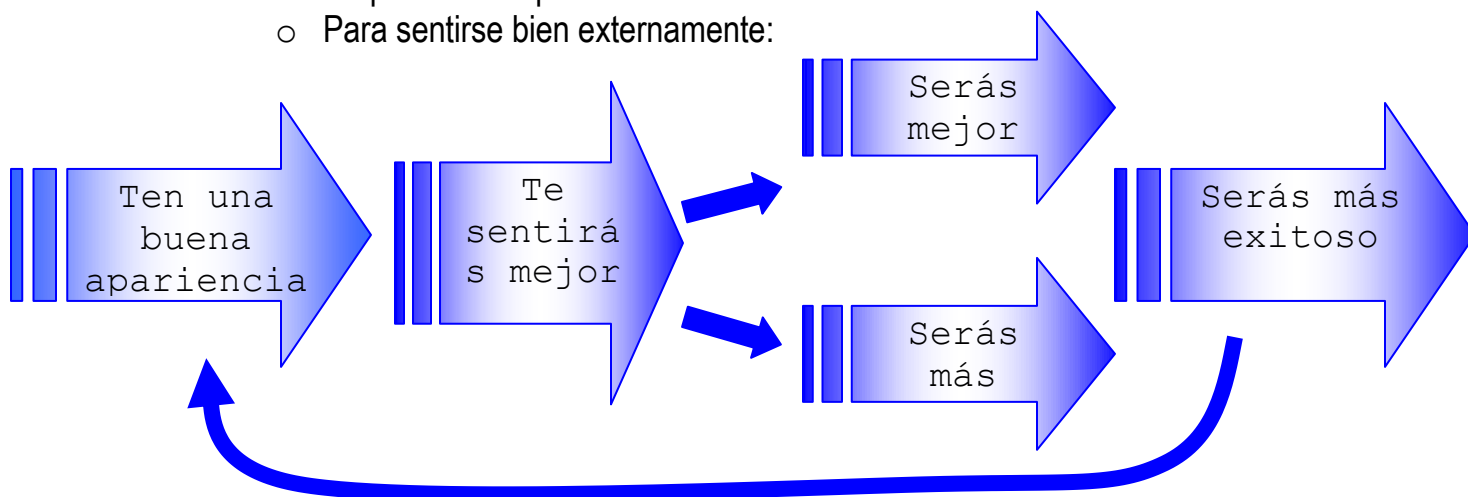 ○ Para sentirse bien externamente:
Ten una
buena
apariencia
Te
sentirá
s mejor
Serás
mejor
Serás
más
Serás más
exitoso